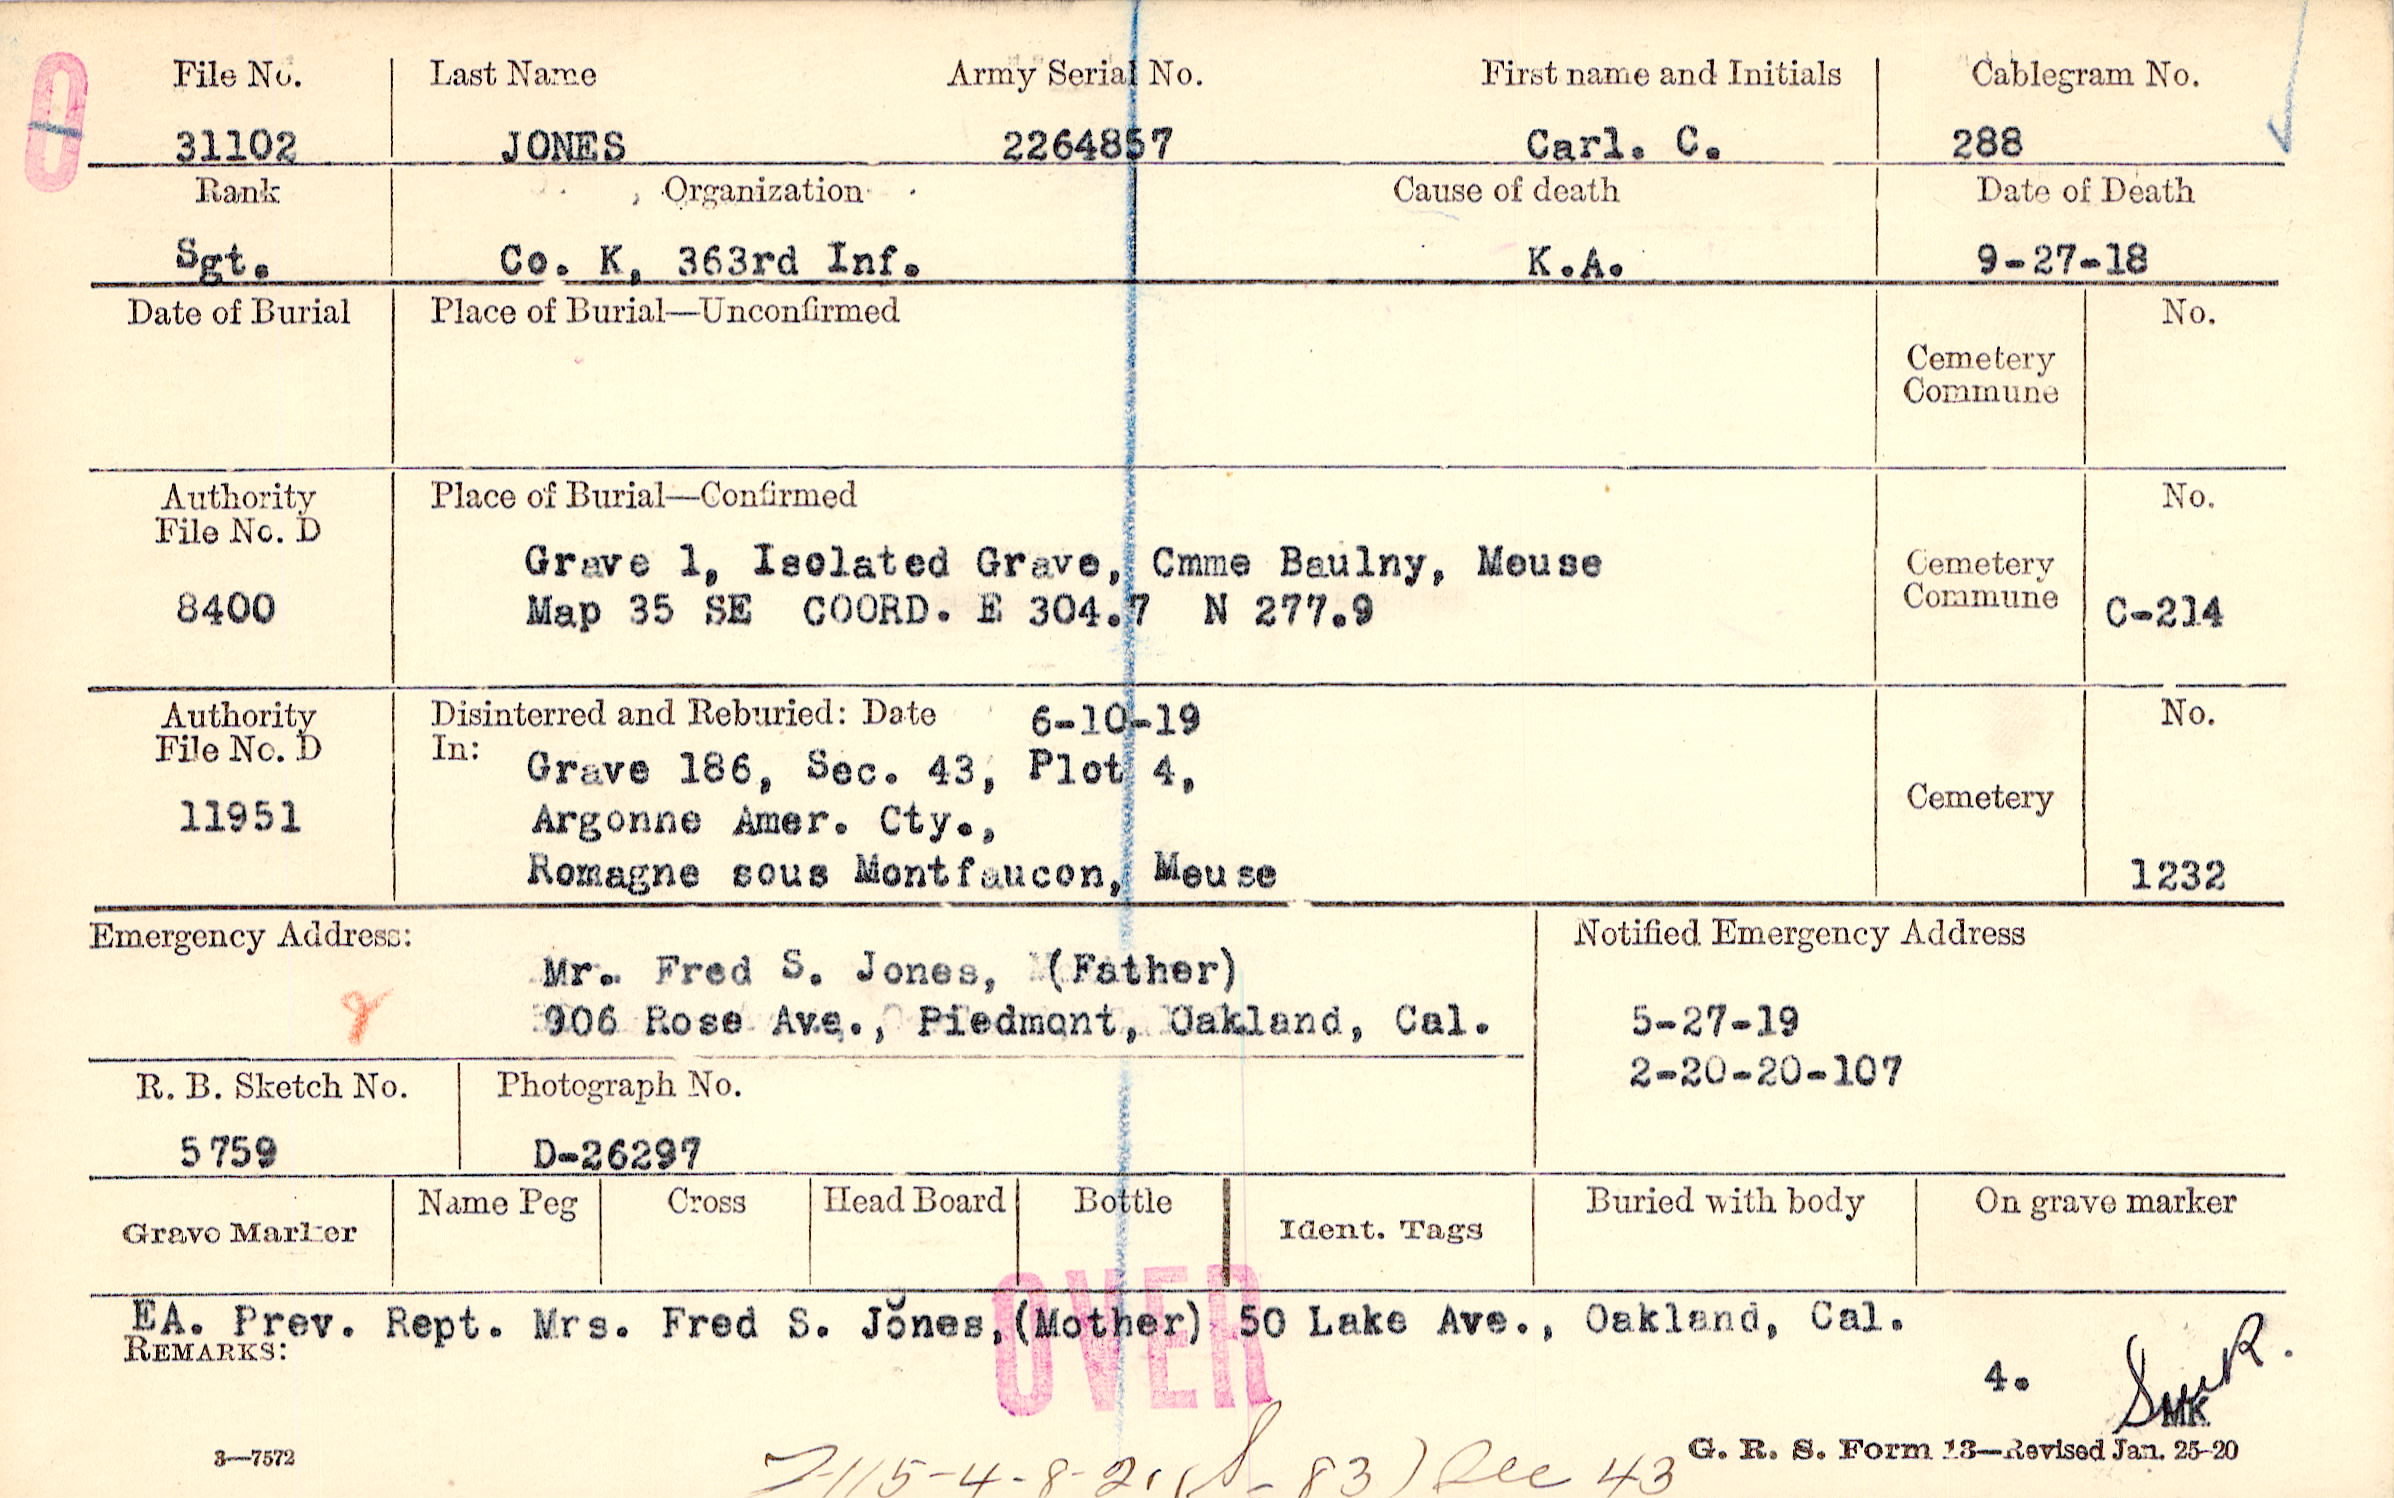 File No. Last Name Army Serial No. First name and Initials Cablegram No.
31102 JONES 2264857 Carl. C. 288
Rank Organization Cause of death Date of Death
Sgt. Co. K, 363rd Inf. K.A. 9-27-18
Date of Burial Place of Burial—Unconfirmed No.
Cemetery
Commune
Authority Place of Burial—Confirmed No.
File No. D
Grave 1, Isolated Grave, Cmme Baulny, Meuse Cemetery
8400 Map 35 SE COORD. E 304.7 N 277.9 Commune C-214
Authority Disinterred and Reburied: Date 6-10-19 No.
File No. D In:
Grave 186, Sec. 43, Plot 4,
11951 Argonne Amer. Cty., Cemetery
Romagne sous Montfaucon, Meuse 1232
Emergency Address: Notified Emergency Address
Mr. Fred S. Jones, (Father)
906 Rose Ave., Piedmont, Oakland, Cal. 5-27-19
2-20-20-107
R. B. Sketch No. Photograph No.
5759 D-26297
Grave Marker Name Peg Cross Head Board Bottle Ident. Tags Buried with body On grave marker
OVER
EA. Prev. Rept. Mrs. Fred S. Jones,(Mother) 50 Lake Ave., Oakland, Cal.
REMARKS:
4.
MK
3—7572 G. R. S. Form 13—Revised Jan. 25-20
83) Sec 43